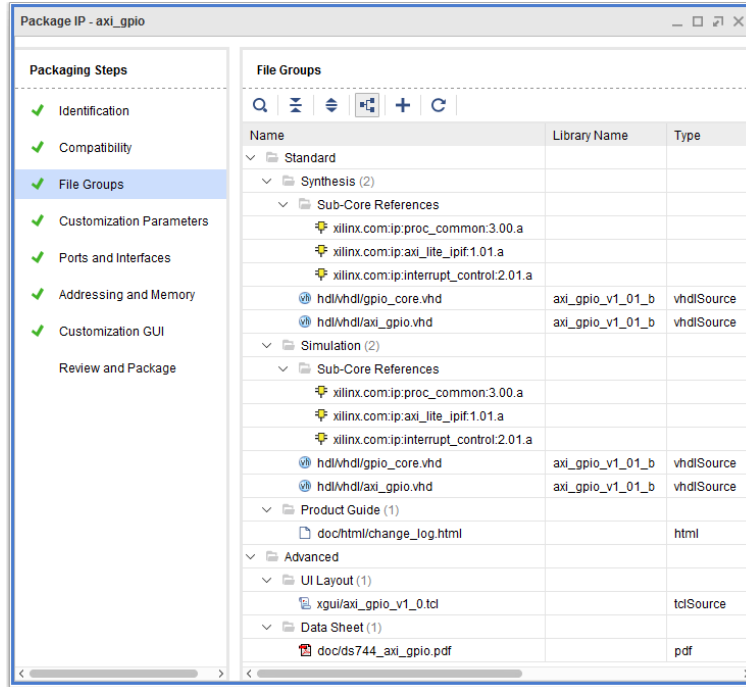 Package IP - axi_gpio
Packaging Steps
Identification
Compatibility
File Groups
Customization Parameters
Ports and Interfaces
Addressing and Memory
Customization GUI
Review and Package
File Groups
Name Library Name Type
Standard
Synthesis (2)
Sub-Core References
xilinx.com:ip:proc_common:3.00.a
xilinx.com:ip:axi_lite_ipif:1.01.a
xilinx.com:ip:interrupt_control:2.01.a
hdl/vhdl/gpio_core.vhd axi_gpio_v1_01_b vhdlSource
hdl/vhdl/axi_gpio.vhd axi_gpio_v1_01_b vhdlSource
Simulation (2)
Sub-Core References
xilinx.com:ip:proc_common:3.00.a
xilinx.com:ip:axi_lite_ipif:1.01.a
xilinx.com:ip:interrupt_control:2.01.a
hdl/vhdl/gpio_core.vhd axi_gpio_v1_01_b vhdlSource
hdl/vhdl/axi_gpio.vhd axi_gpio_v1_01_b vhdlSource
Product Guide (1)
doc/html/change_log.html html
Advanced
UI Layout (1)
xgui/axi_gpio_v1_0.tcl tclSource
Data Sheet (1)
doc/ds744_axi_gpio.pdf pdf